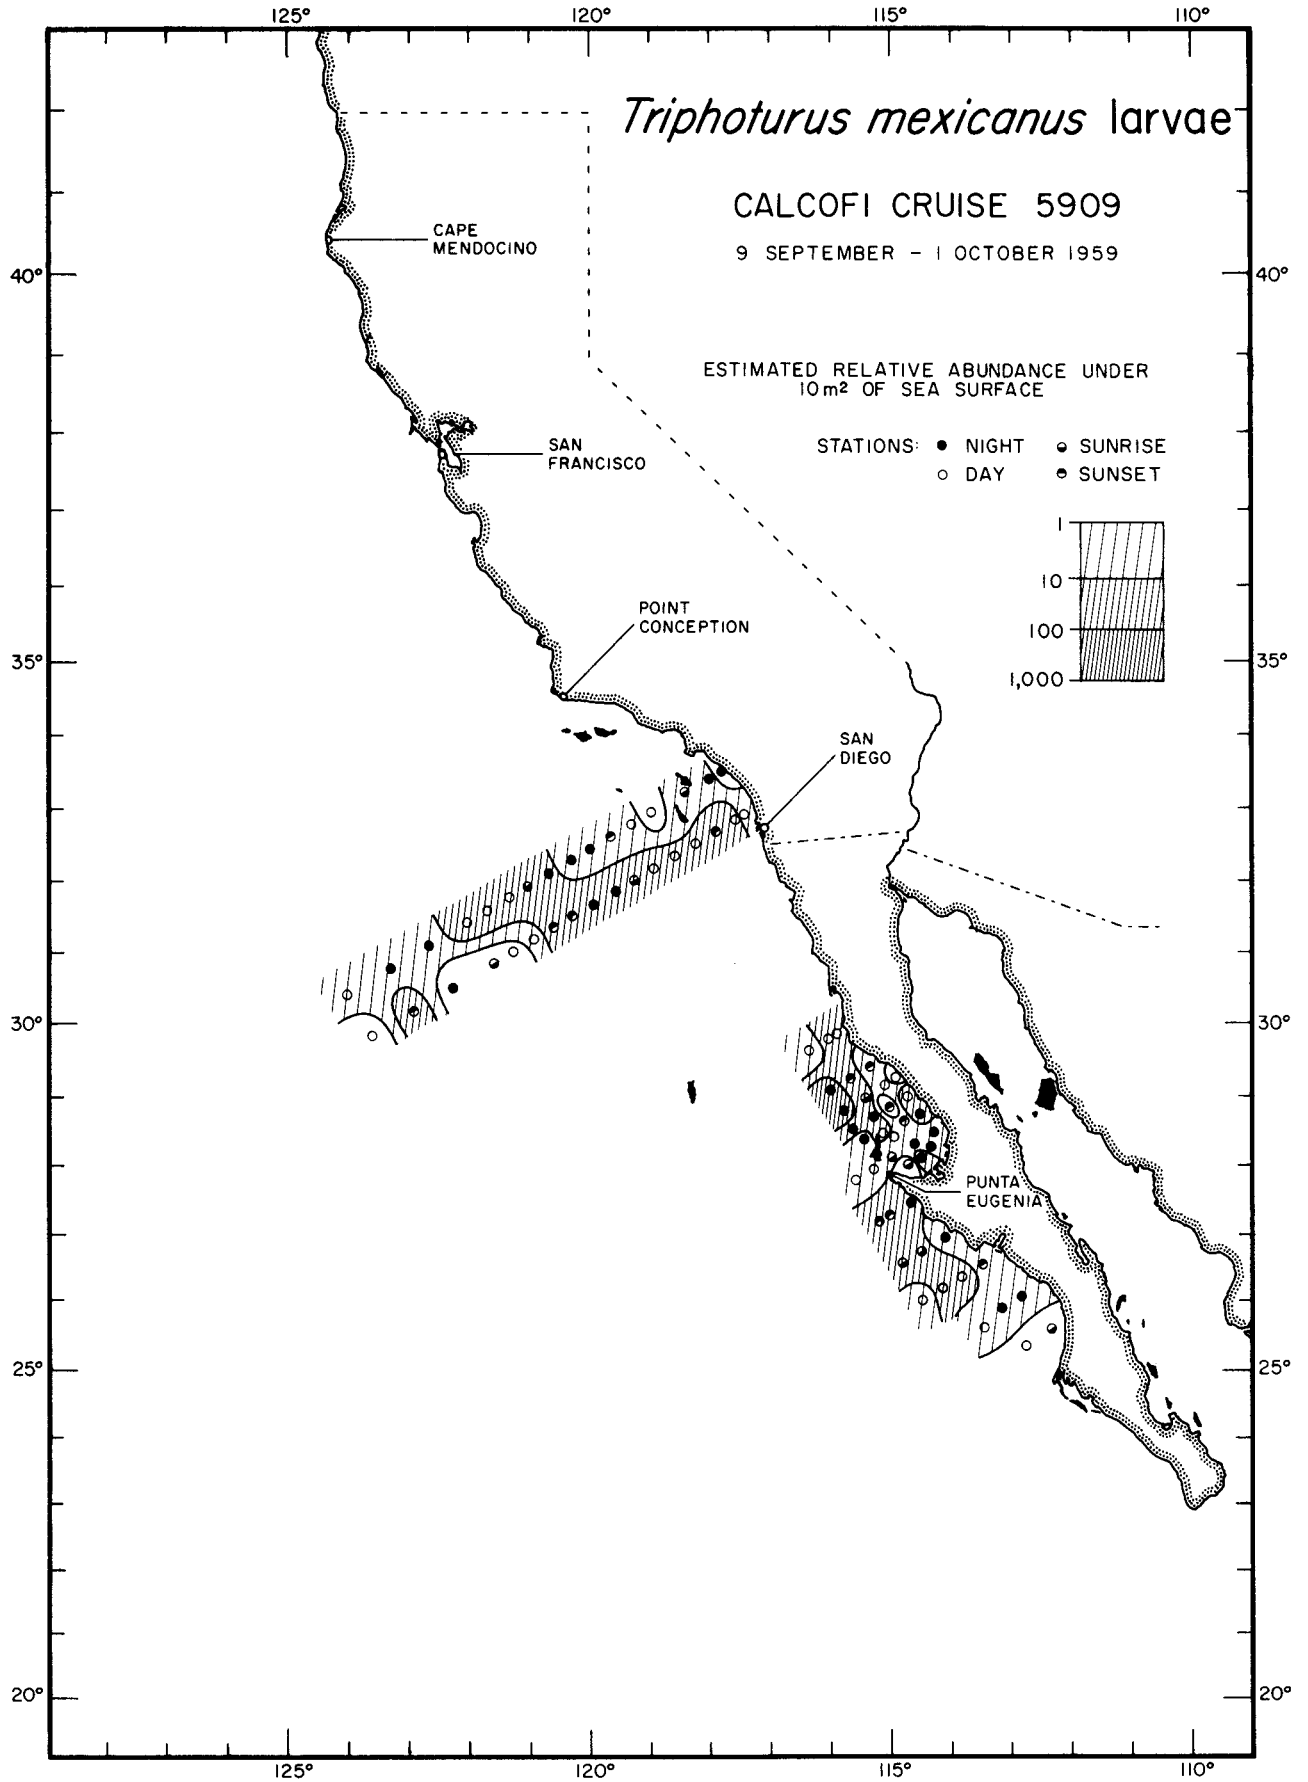 125° 120° 115° 110°
Triphoturus mexicanus larvae
CALCOFI CRUISE 5909
9 SEPTEMBER – 1 OCTOBER 1959
CAPE
MENDOCINO
40° 40°
ESTIMATED RELATIVE ABUNDANCE UNDER
10m² OF SEA SURFACE
STATIONS: NIGHT SUNRISE
DAY SUNSET
SAN
FRANCISCO
1
10
100
1,000
POINT
CONCEPTION
35° 35°
SAN
DIEGO
30° 30°
PUNTA
EUGENIA
25° 25°
20° 20°
125° 120° 115° 110°